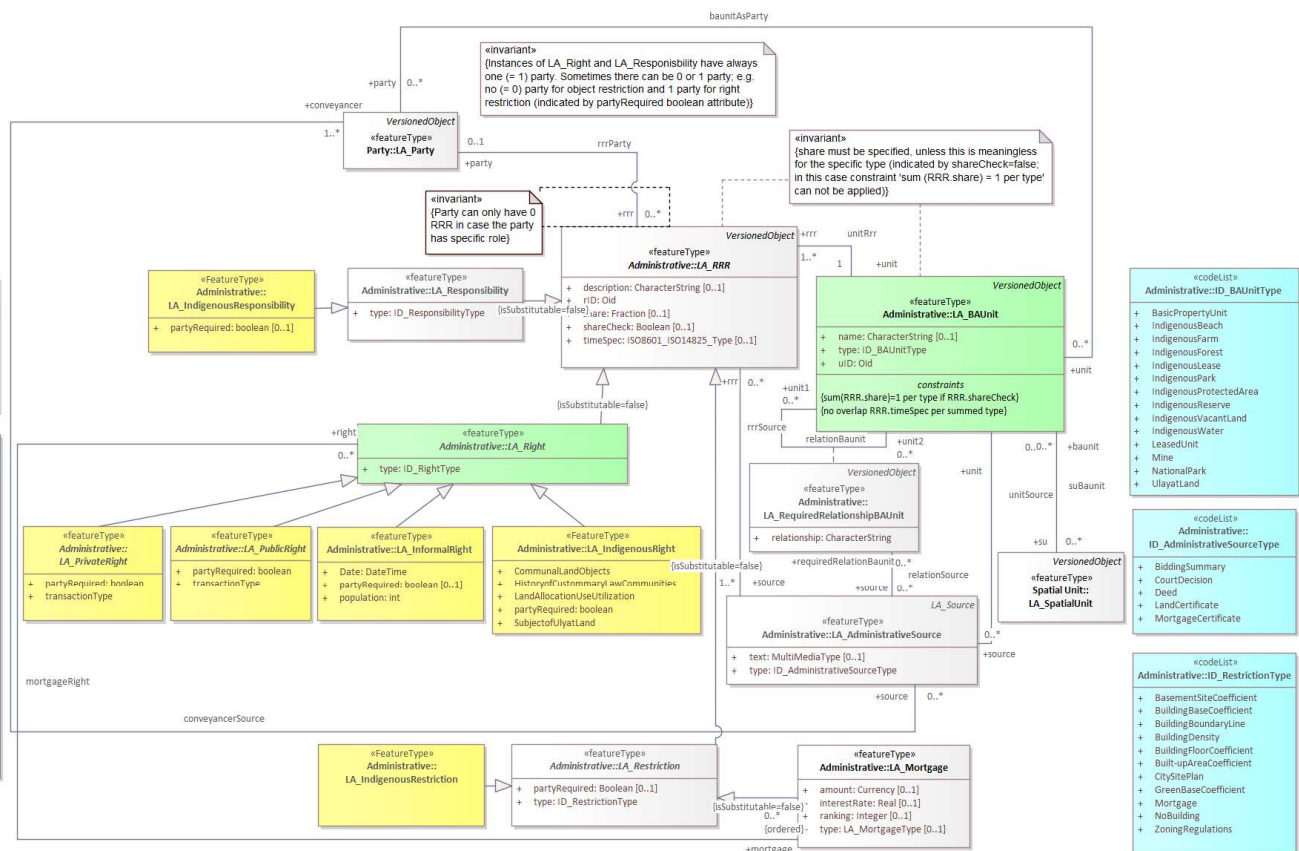 baunitAsParty
«invariant»
{Instances of LA_Right and LA_Responisbility have always
one (= 1) party. Sometimes there can be 0 or 1 party; e.g.
no (= 0) party for object restriction and 1 party for right
restriction (indicated by partyRequired boolean attribute)}
+party 0..*
+conveyancer
1..*
VersionedObject
«featureType»
Party::LA_Party
0..1
+party
rrrParty
«invariant»
{share must be specified, unless this is meaningless
for the specific type (indicated by shareCheck=false;
in this case constraint 'sum (RRR.share) = 1 per type'
can not be applied)}
«invariant»
{Party can only have 0
RRR in case the party
has specific role}
+rrr 0..*
VersionedObject
«featureType»
Administrative::LA_RRR
+ description: CharacterString [0..1]
+ rID: Oid
share: Fraction [0..1]
+ shareCheck: Boolean [0..1]
+ timeSpec: ISO8601_ISO14825_Type [0..1]
+rrr unitRrr
1..* 1 +unit
«FeatureType»
Administrative::
LA_IndigenousResponsibility
+ partyRequired: boolean [0..1]
«featureType»
Administrative::LA_Responsibility
+ type: ID_ResponsibilityType
{isSubstitutable=false}
VersionedObject
«featureType»
Administrative::LA_BAUnit
+ name: CharacterString [0..1]
+ type: ID_BAUnitType
+ uID: Oid
constraints
{sum(RRR.share)=1 per type if RRR.shareCheck}
{no overlap RRR.timeSpec per summed type}
0..*
+unit
«codeList»
Administrative::ID_BAUnitType
+ BasicPropertyUnit
+ IndigenousBeach
+ IndigenousFarm
+ IndigenousForest
+ IndigenousLease
+ IndigenousPark
+ IndigenousProtectedArea
+ IndigenousReserve
+ IndigenousVacantLand
+ IndigenousWater
+ LeasedUnit
+ Mine
+ NationalPark
+ UlayatLand
+rrr 0..*
+unit1
0..*
rrrSource
relationBaunit
+unit2
0..*
{isSubstitutable=false}
+right
0..*
«featureType»
Administrative::LA_Right
+ type: ID_RightType
+unit
0..0..* +baunit
unitSource
suBaunit
VersionedObject
«featureType»
Administrative::
LA_RequiredRelationshipBAUnit
+ relationship: CharacterString
«featureType»
Administrative::
LA_PrivateRight
+ partyRequired: boolean
+ transactionType
«featureType»
Administrative::LA_PublicRight
+ partyRequired: boolean
+ transactionType
«featureType»
Administrative::LA_InformalRight
+ Date: DateTime
+ partyRequired: boolean [0..1]
+ population: int
«featureType»
Administrative::LA_IndigenousRight
+ CommunalLandObjects
+ HistoryofCustommaryLawCommunities
+ LandAllocationUseUtilization
+ partyRequired: boolean
+ SubjectofUlyatLand
{isSubstitutable=false}
1..* +source
+requiredRelationBaunit 0..*
relationSource
+source 0..*
+su 0..*
VersionedObject
«featureType»
Spatial Unit::
LA_SpatialUnit
«codeList»
Administrative::
ID_AdministrativeSourceType
+ BiddingSummary
+ CourtDecision
+ Deed
+ LandCertificate
+ MortgageCertificate
LA_Source
«featureType»
Administrative::LA_AdministrativeSource
+ text: MultiMediaType [0..1]
+ type: ID_AdministrativeSourceType
0..*
+source
mortgageRight
conveyancerSource
+source 0..*
«codeList»
Administrative::ID_RestrictionType
+ BasementSiteCoefficient
+ BuildingBaseCoefficient
+ BuildingBoundaryLine
+ BuildingDensity
+ BuildingFloorCoefficient
+ Built-upAreaCoefficient
+ CitySitePlan
+ GreenBaseCoefficient
+ Mortgage
+ NoBuilding
+ ZoningRegulations
«FeatureType»
Administrative::
LA_IndigenousRestriction
«featureType»
Administrative::LA_Restriction
+ partyRequired: Boolean [0..1]
+ type: ID_RestrictionType
«featureType»
Administrative::LA_Mortgage
+ amount: Currency [0..1]
+ interestRate: Real [0..1]
+ ranking: Integer [0..1]
+ type: LA_MortgageType [0..1]
{isSubstitutable=false}
0..*
{ordered}
+mortgage